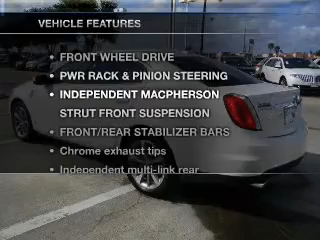 VEHICLE FEATURES
• FRONT WHEEL DRIVE
• PWR RACK & PINION STEERING
• INDEPENDENT MACPHERSON
STRUT FRONT SUSPENSION
• FRONT/REAR STABILIZER BARS
• Chrome exhaust tips
• Independent multi-link rear